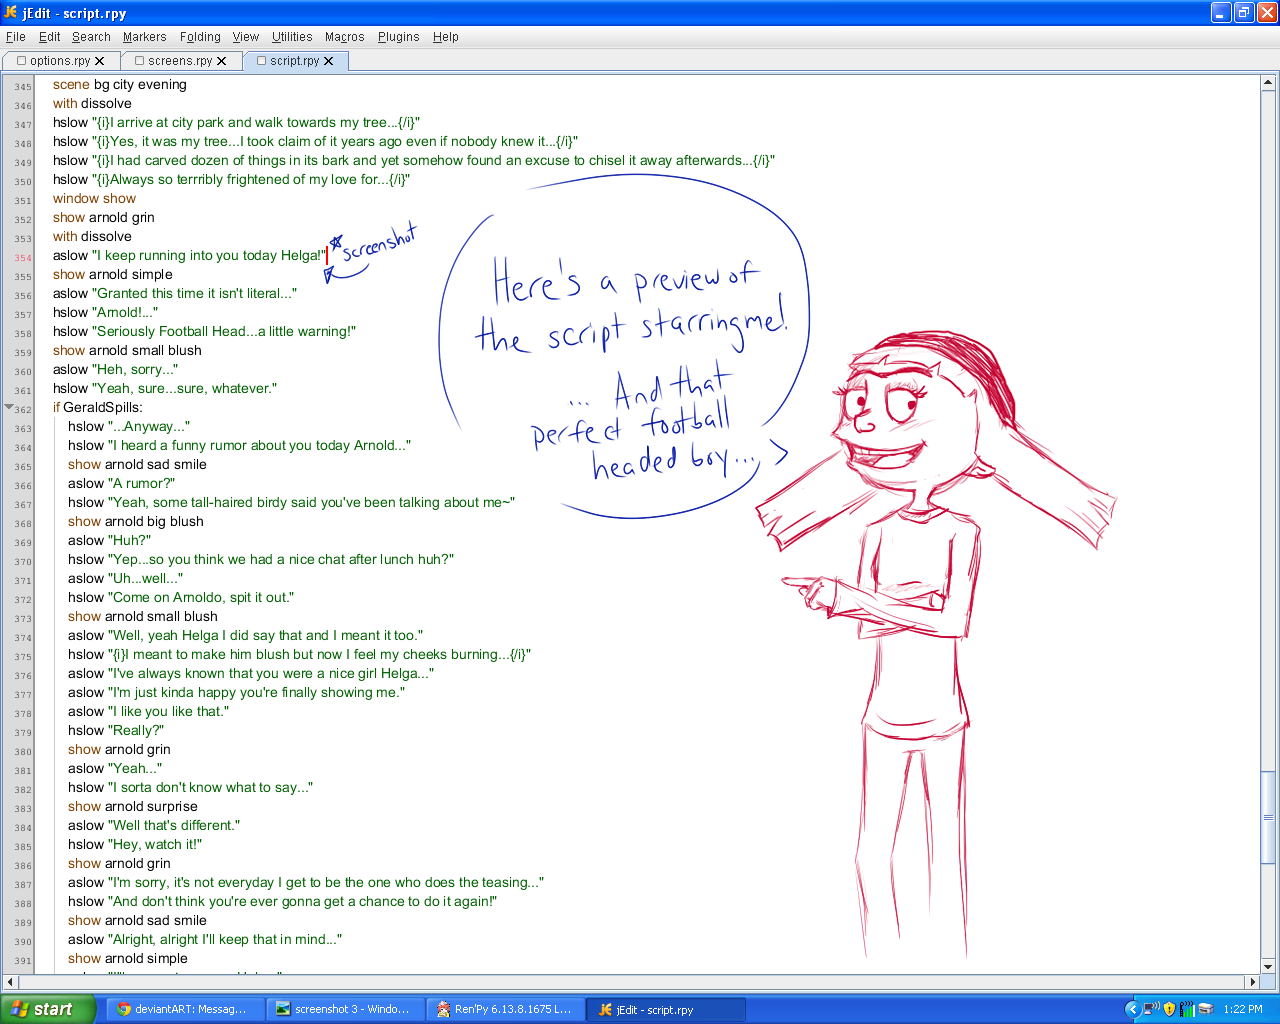 jEdit - script.rpy
File Edit Search Markers Folding View Utilities Macros Plugins Help
options.rpy screens.rpy script.rpy
345 scene bg city evening
346 with dissolve
347 hslow "{i}I arrive at city park and walk towards my tree...{/i}"
348 hslow "{i}Yes, it was my tree...I took claim of it years ago even if nobody knew it...{/i}"
349 hslow "{i}I had carved dozen of things in its bark and yet somehow found an excuse to chisel it away afterwards...{/i}"
350 hslow "{i}Always so terrribly frightened of my love for...{/i}"
351 window show
352 show arnold grin
353 with dissolve
354 aslow "I keep running into you today Helga!"
screenshot
355 show arnold simple
356 aslow "Granted this time it isn't literal..."
357 hslow "Arnold!..."
358 hslow "Seriously Football Head...a little warning!"
359 show arnold small blush
360 aslow "Heh, sorry..."
361 hslow "Yeah, sure...sure, whatever."
362 if GeraldSpills:
363 hslow "...Anyway..."
364 hslow "I heard a funny rumor about you today Arnold..."
365 show arnold sad smile
366 aslow "A rumor?"
367 hslow "Yeah, some tall-haired birdy said you've been talking about me~"
368 show arnold big blush
369 aslow "Huh?"
370 hslow "Yep...so you think we had a nice chat after lunch huh?"
371 aslow "Uh...well..."
372 hslow "Come on Arnoldo, spit it out."
373 show arnold small blush
374 aslow "Well, yeah Helga I did say that and I meant it too."
375 hslow "{i}I meant to make him blush but now I feel my cheeks burning...{/i}"
376 aslow "I've always known that you were a nice girl Helga..."
377 aslow "I'm just kinda happy you're finally showing me."
378 aslow "I like you like that."
379 hslow "Really?"
380 show arnold grin
381 aslow "Yeah..."
382 hslow "I sorta don't know what to say..."
383 show arnold surprise
384 aslow "Well that's different."
385 hslow "Hey, watch it!"
386 show arnold grin
387 aslow "I'm sorry, it's not everyday I get to be the one who does the teasing..."
388 hslow "And don't think you're ever gonna get a chance to do it again!"
389 show arnold sad smile
390 aslow "Alright, alright I'll keep that in mind..."
391 show arnold simple
Here's a preview of
the script starring me!
... And that
perfect football
headed boy...
start deviantART: Messag... screenshot 3 - Windo... Ren'Py 6.13.8.1675 L... jEdit - script.rpy 1:22 PM